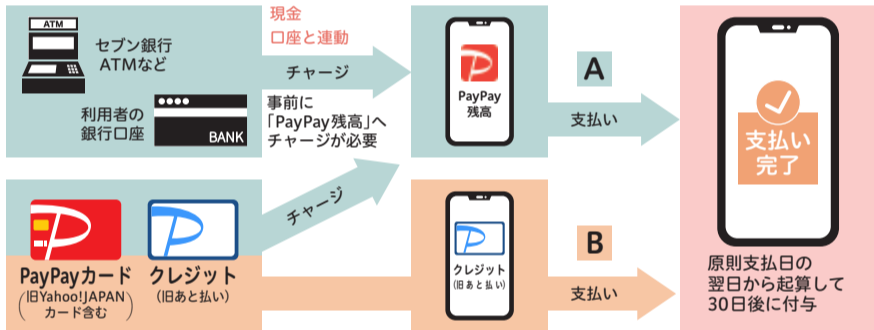 ATM
セブン銀行
ATMなど
利用者の
銀行口座
BANK
現金
口座と連動
チャージ
事前に
「PayPay残高」へ
チャージが必要
PayPay
残高
A
支払い
支払い
完了
原則支払日の
翌日から起算して
30日後に付与
PayPayカード
(旧Yahoo!JAPAN
カード含む)
クレジット
(旧あと払い)
チャージ
クレジット
(旧あと払い)
B
支払い